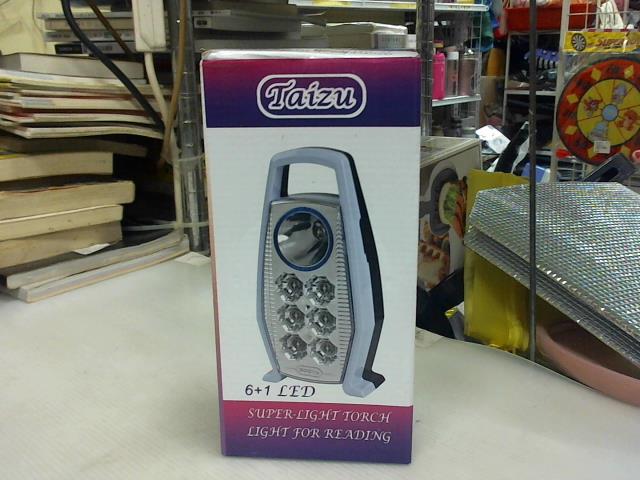 Taizu
6+1 LED
SUPER-LIGHT TORCH
LIGHT FOR READING